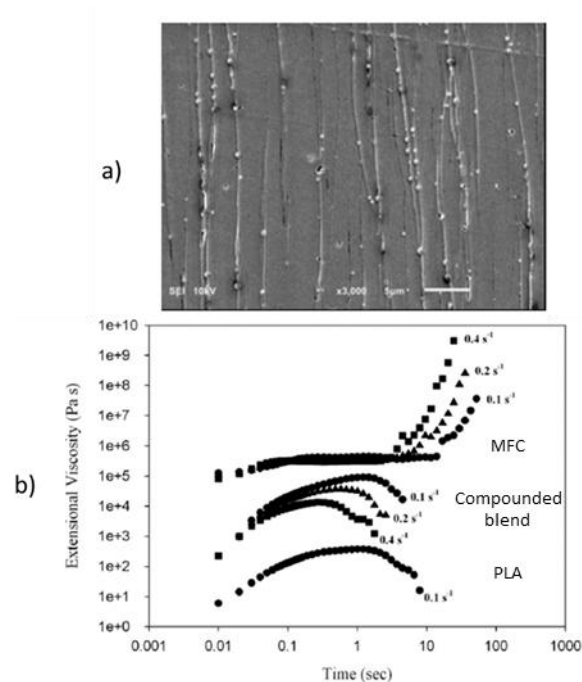 a)
SEI 10kV x3,000 5μm
b)
Extensional Viscosity (Pa s)
1e+10
1e+9
1e+8
1e+7
1e+6
1e+5
1e+4
1e+3
1e+2
1e+1
1e+0
0.4 s⁻¹
0.2 s⁻¹
0.1 s⁻¹
MFC
0.1 s⁻¹
0.2 s⁻¹
0.4 s⁻¹
Compounded
blend
PLA
0.1 s⁻¹
0.001 0.01 0.1 1 10 100 1000
Time (sec)